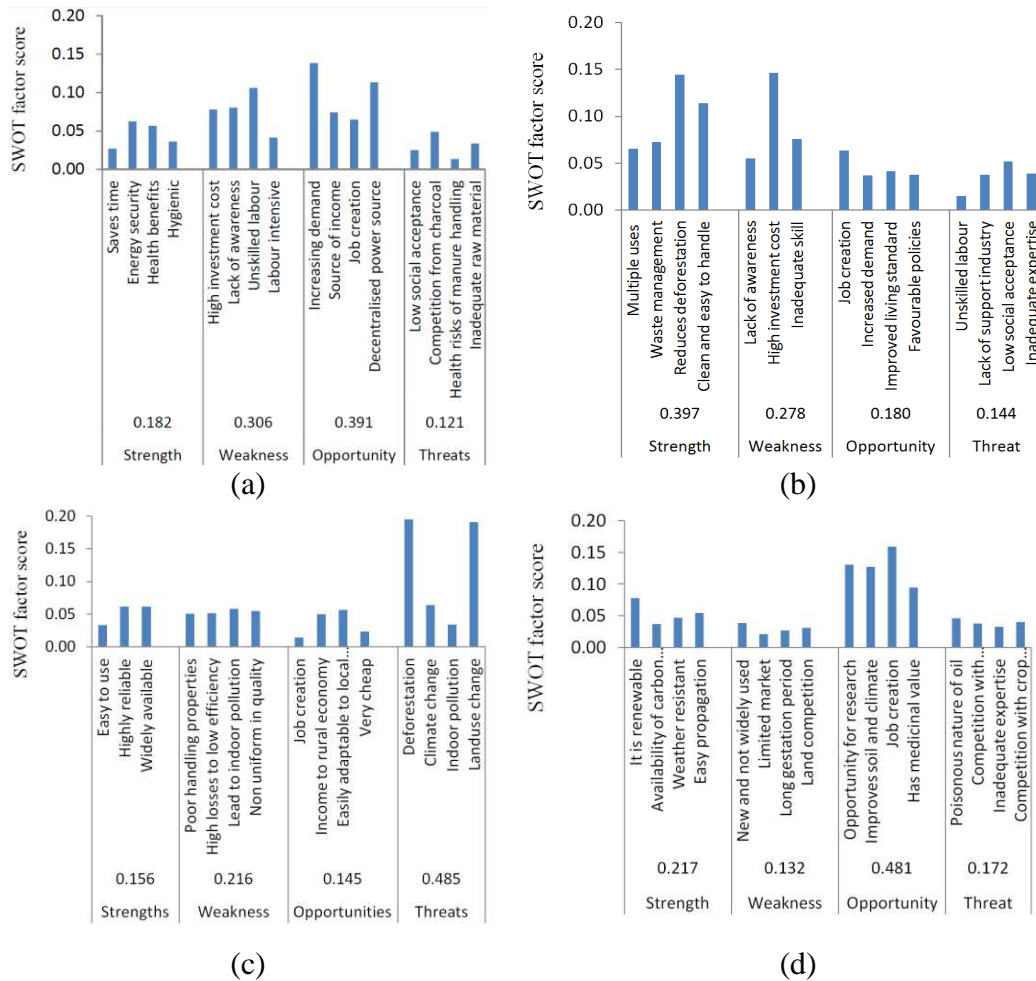 SWOT factor score
0.20
0.15
0.10
0.05
0.00
Saves time
Energy security
Health benefits
Hygienic
High investment cost
Lack of awareness
Unskilled labour
Labour intensive
Increasing demand
Source of income
Job creation
Decentralised power source
Low social acceptance
Competition from charcoal
Health risks of manure handling
Inadequate raw material
0.182 0.306 0.391 0.121
Strength Weakness Opportunity Threats
(a)
SWOT factor score
0.20
0.15
0.10
0.05
0.00
Multiple uses
Waste management
Reduces deforestation
Clean and easy to handle
Lack of awareness
High investment cost
Inadequate skill
Job creation
Increased demand
Improved living standard
Favourable policies
Unskilled labour
Lack of support industry
Low social acceptance
Inadequate expertise
0.397 0.278 0.180 0.144
Strength Weakness Opportunity Threat
(b)
SWOT factor score
0.20
0.15
0.10
0.05
0.00
Easy to use
Highly reliable
Widely available
Poor handling properties
High losses to low efficiency
Lead to indoor pollution
Non uniform in quality
Job creation
Income to rural economy
Easily adaptable to local...
Very cheap
Deforestation
Climate change
Indoor pollution
Landuse change
0.156 0.216 0.145 0.485
Strengths Weakness Opportunities Threats
(c)
SWOT factor score
0.20
0.15
0.10
0.05
0.00
It is renewable
Availability of carbon...
Weather resistant
Easy propagation
New and not widely used
Limited market
Long gestation period
Land competition
Opportunity for research
Improves soil and climate
Job creation
Has medicinal value
Poisonous nature of oil
Competition with...
Inadequate expertise
Competition with crop...
0.217 0.132 0.481 0.172
Strength Weakness Opportunity Threat
(d)